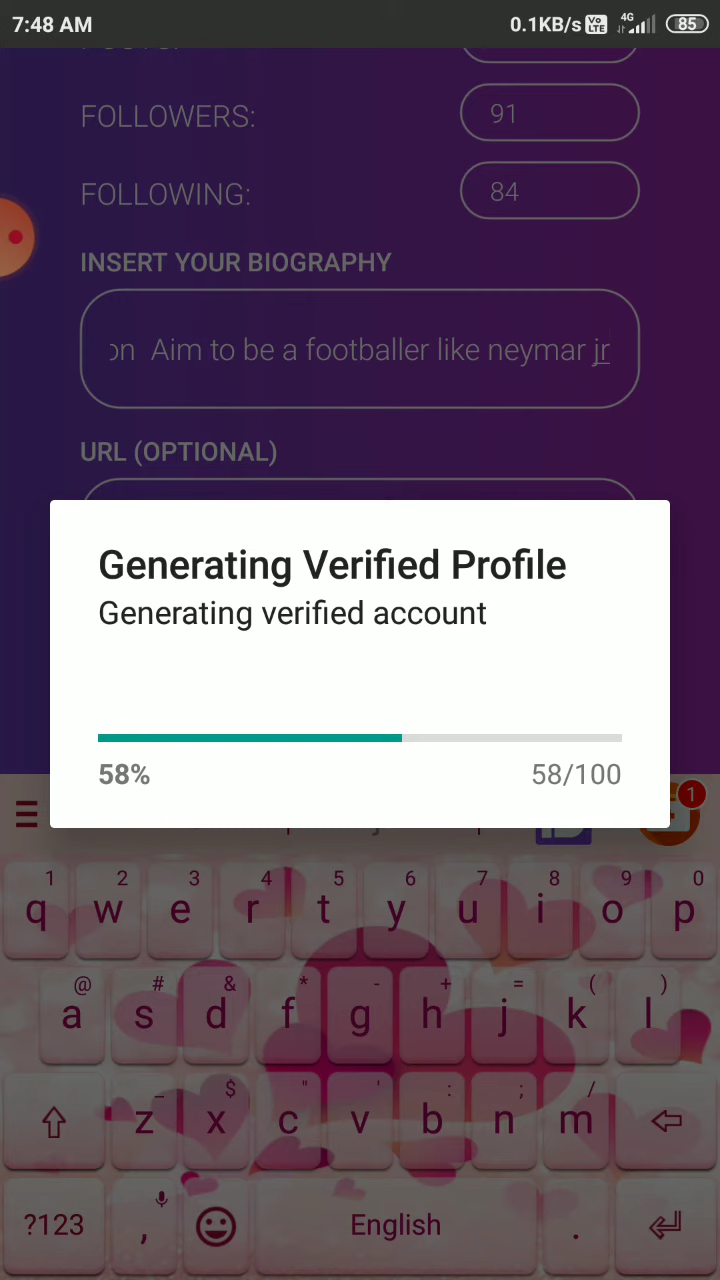 7:48 AM 0.1KB/s Vo LTE 4G 85
FOLLOWERS: 91
FOLLOWING: 84
INSERT YOUR BIOGRAPHY
on Aim to be a footballer like neymar jr
URL (OPTIONAL)
Generating Verified Profile
Generating verified account
58% 58/100
1
1 2 3 4 5 6 7 8 9 0
q w e r t y u i o p
@ # & * - + = ( )
a s d f g h j k l
_ $ " ' : ; /
z x c v b n m
?123 , English .